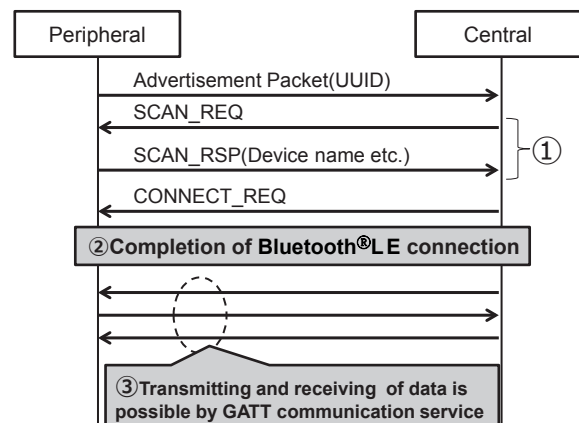 Peripheral
Central
Advertisement Packet(UUID)
SCAN_REQ
SCAN_RSP(Device name etc.)
①
CONNECT_REQ
②Completion of Bluetooth®LE connection
③Transmitting and receiving of data is
possible by GATT communication service